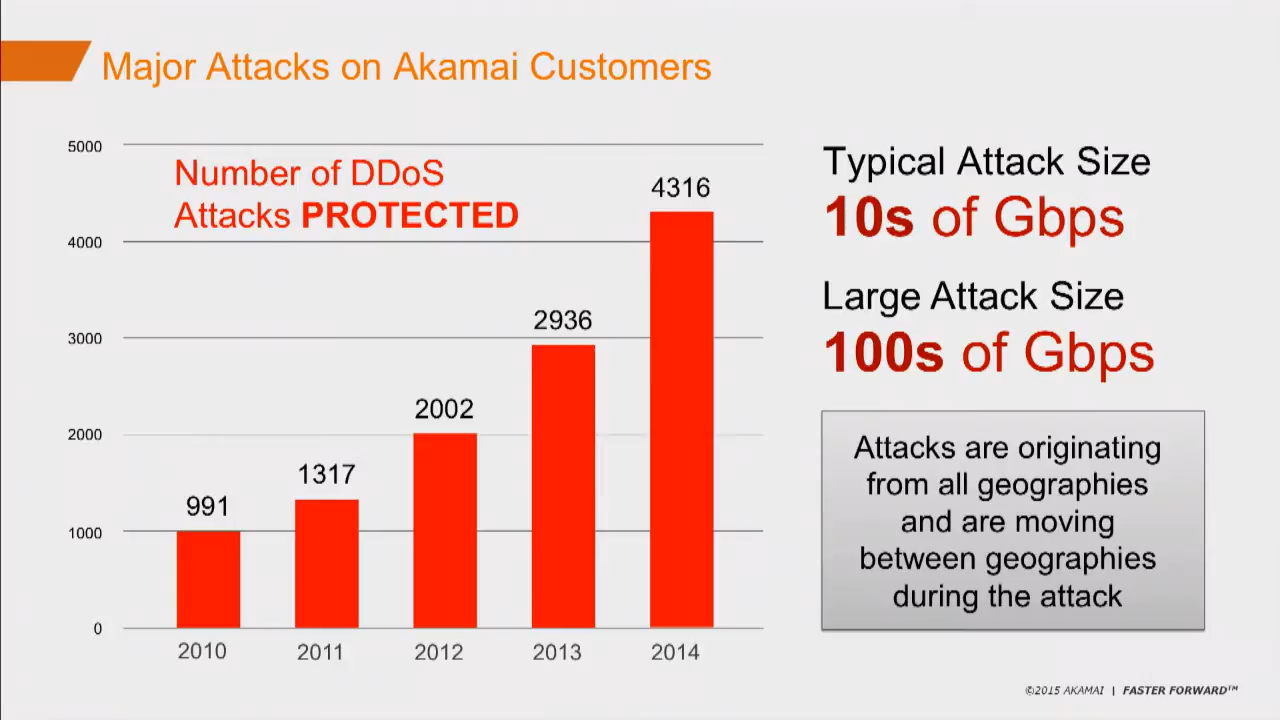 Major Attacks on Akamai Customers
5000
4000
3000
2000
1000
0
Number of DDoS
Attacks PROTECTED
991
1317
2002
2936
4316
2010
2011
2012
2013
2014
Typical Attack Size
10s of Gbps
Large Attack Size
100s of Gbps
Attacks are originating
from all geographies
and are moving
between geographies
during the attack
©2015 AKAMAI | FASTER FORWARD™